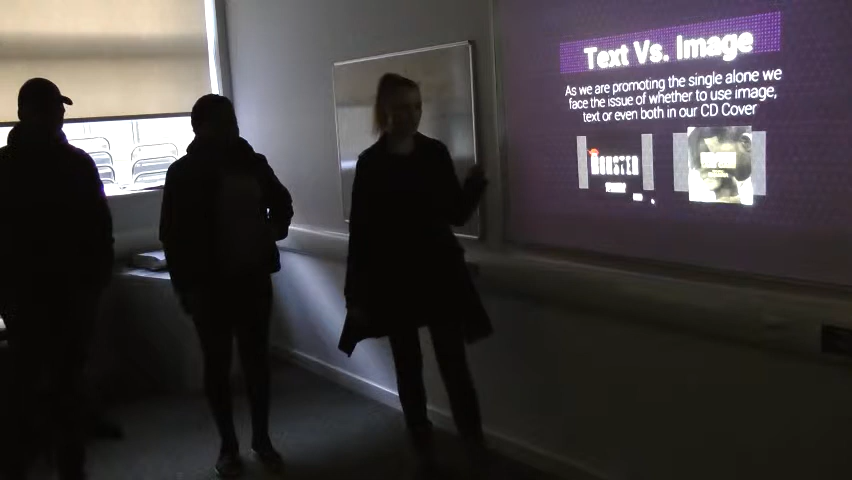 Text Vs. Image
As we are promoting the single alone we
face the issue of whether to use image,
text or even both in our CD Cover
MONSTER